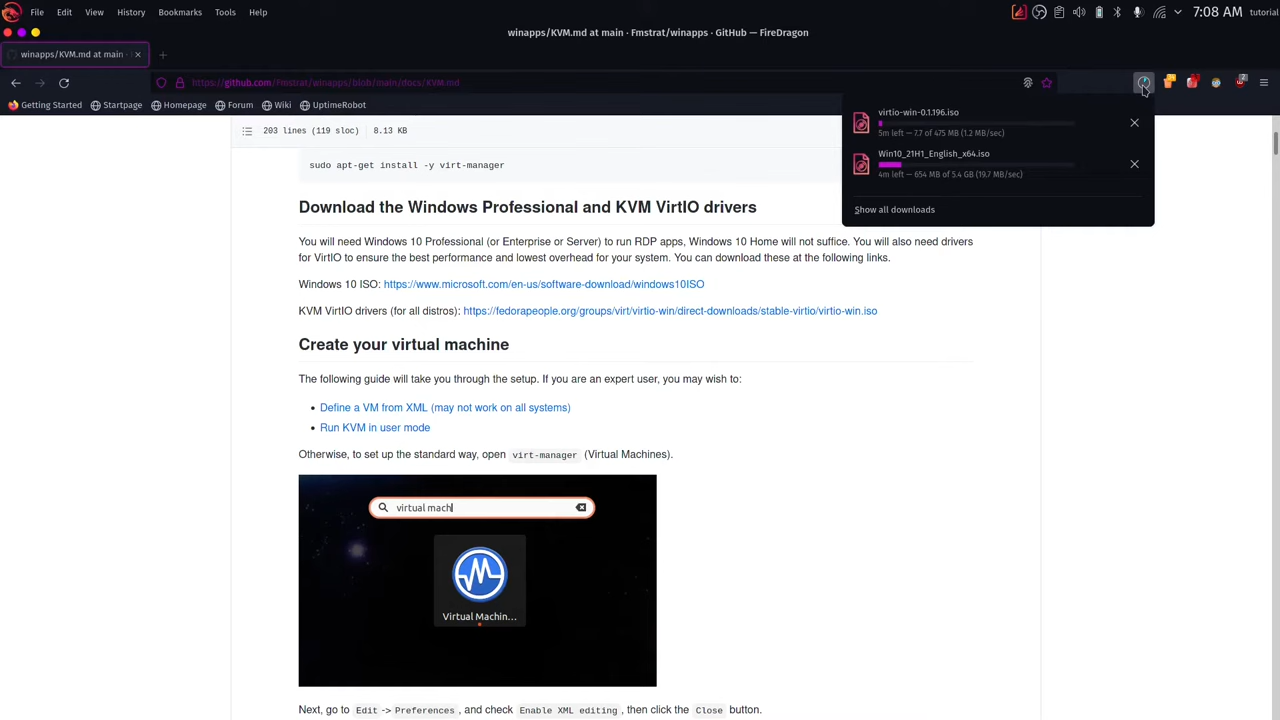 File Edit View History Bookmarks Tools Help 7:08 AM tutorial
winapps/KVM.md at main · Fmstrat/winapps · GitHub — FireDragon
winapps/KVM.md at main ·
https://github.com/Fmstrat/winapps/blob/main/docs/KVM.md
Getting Started Startpage Homepage Forum Wiki UptimeRobot
virtio-win-0.1.196.iso
5m left — 7.7 of 475 MB (1.2 MB/sec)
Win10_21H1_English_x64.iso
4m left — 654 MB of 5.4 GB (19.7 MB/sec)
Show all downloads
203 lines (119 sloc) 8.13 KB
sudo apt-get install -y virt-manager
Download the Windows Professional and KVM VirtIO drivers
You will need Windows 10 Professional (or Enterprise or Server) to run RDP apps, Windows 10 Home will not suffice. You will also need drivers
for VirtIO to ensure the best performance and lowest overhead for your system. You can download these at the following links.
Windows 10 ISO: https://www.microsoft.com/en-us/software-download/windows10ISO
KVM VirtIO drivers (for all distros): https://fedorapeople.org/groups/virt/virtio-win/direct-downloads/stable-virtio/virtio-win.iso
Create your virtual machine
The following guide will take you through the setup. If you are an expert user, you may wish to:
• Define a VM from XML (may not work on all systems)
• Run KVM in user mode
Otherwise, to set up the standard way, open virt-manager (Virtual Machines).
virtual mach
Virtual Machin...
Next, go to Edit -> Preferences , and check Enable XML editing , then click the Close button.